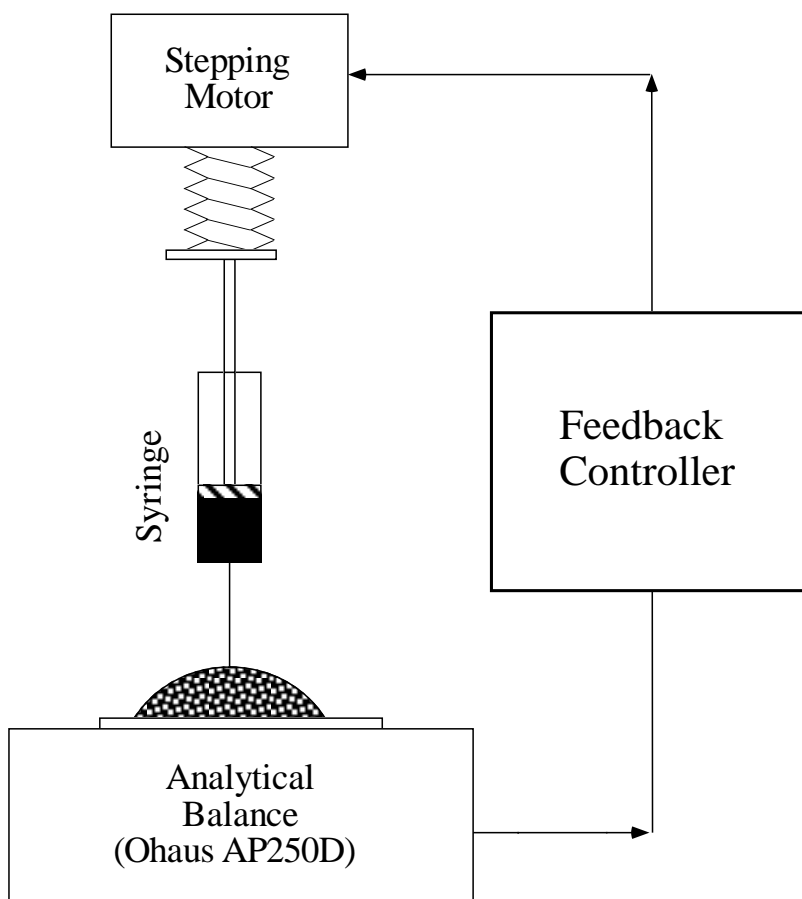 Stepping
Motor
Feedback
Controller
Syringe
Analytical
Balance
(Ohaus AP250D)